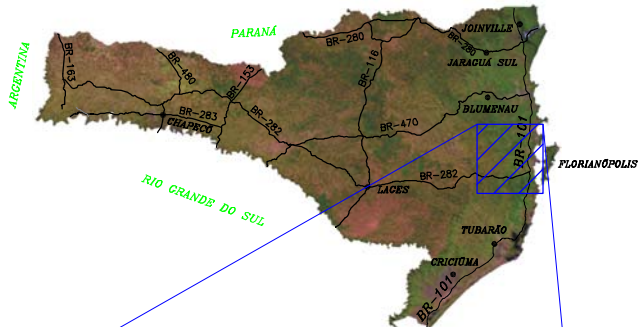 JOINVILLE
PARANÁ
BR-280
BR-280
JARAGUÁ SUL
ARGENTINA
BR-163
BR-480
BR-153
BR-116
BLUMENAU
BR-283
CHAPECÓ
BR-282
BR-470
BR-101
FLORIANÓPOLIS
RIO GRANDE DO SUL
LAGES
BR-282
TUBARÃO
CRICIÚMA
BR-101